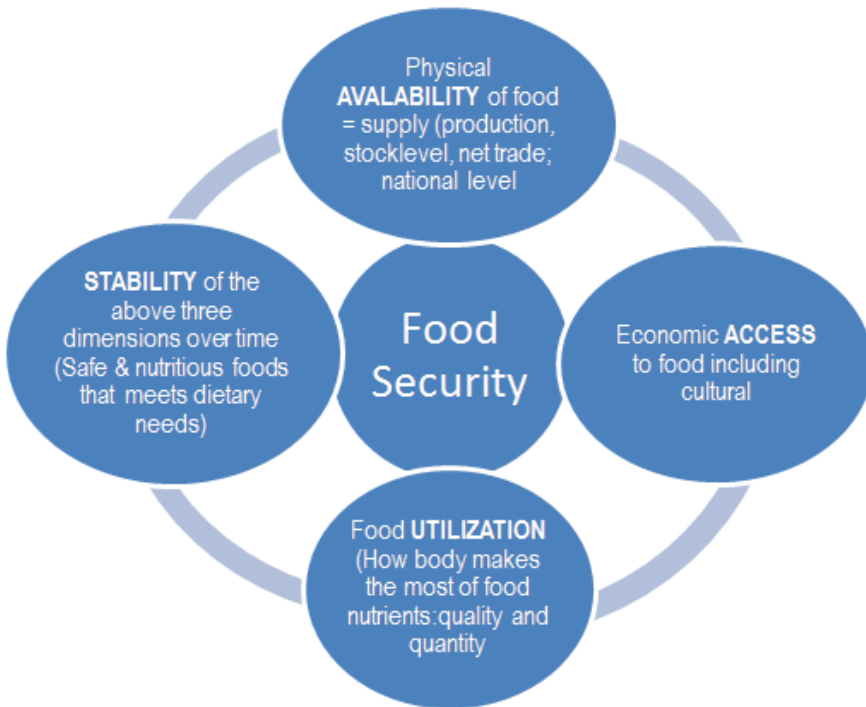 Physical
AVALABILITY of food
= supply (production,
stocklevel, net trade;
national level
STABILITY of the
above three
dimensions over time
(Safe & nutritious foods
that meets dietary
needs)
Food
Security
Economic ACCESS
to food including
cultural
Food UTILIZATION
(How body makes
the most of food
nutrients:quality and
quantity